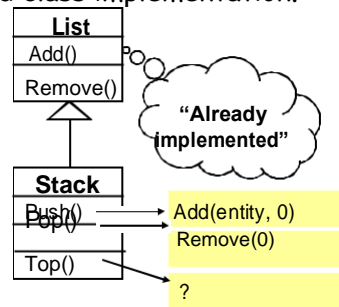 a class implementation.
List
Add()
Remove()
“Already
implemented”
Stack
Push()
Pop()
Top()
Add(entity, 0)
Remove(0)
?